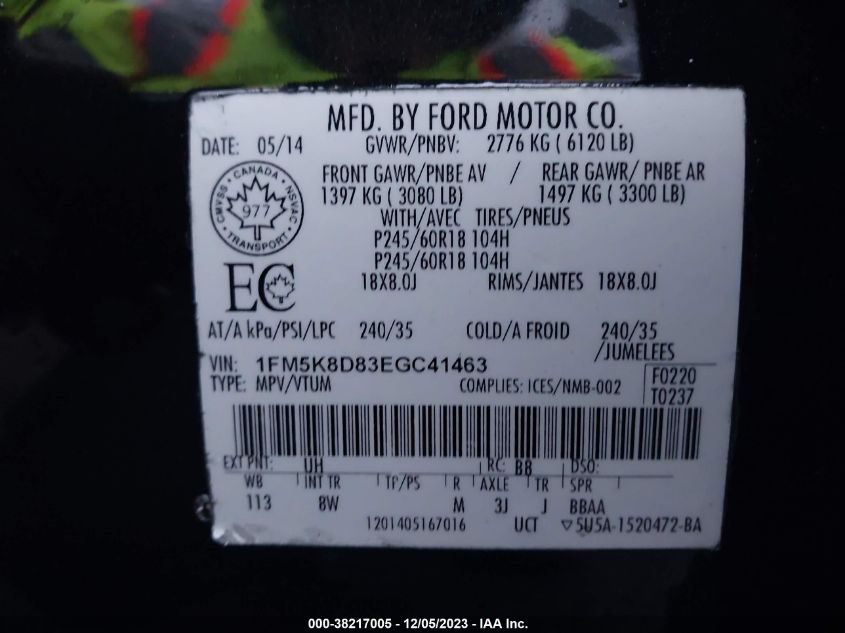 MFD. BY FORD MOTOR CO.
DATE: 05/14 GVWR/PNBV: 2776 KG ( 6120 LB)
FRONT GAWR/PNBE AV / REAR GAWR/ PNBE AR
1397 KG ( 3080 LB) 1497 KG ( 3300 LB)
WITH/AVEC TIRES/PNEUS
P245/60R18 104H
P245/60R18 104H
18X8.0J RIMS/JANTES 18X8.0J
CANADA
CMVSS NSVAC
977
TRANSPORT
EC
AT/A kPa/PSI/LPC 240/35 COLD/A FROID 240/35
/JUMELEES
VIN: 1FM5K8D83EGC41463
TYPE: MPV/VTUM COMPLIES: ICES/NMB-002
F0220
T0237
EXT PNT: UH RC: B8 DSO:
WB INT TR TP/PS R AXLE TR SPR
113 8W M 3J J BBAA
1201405167016 UCT ▽5U5A-1520472-BA
000-38217005 - 12/05/2023 - IAA Inc.